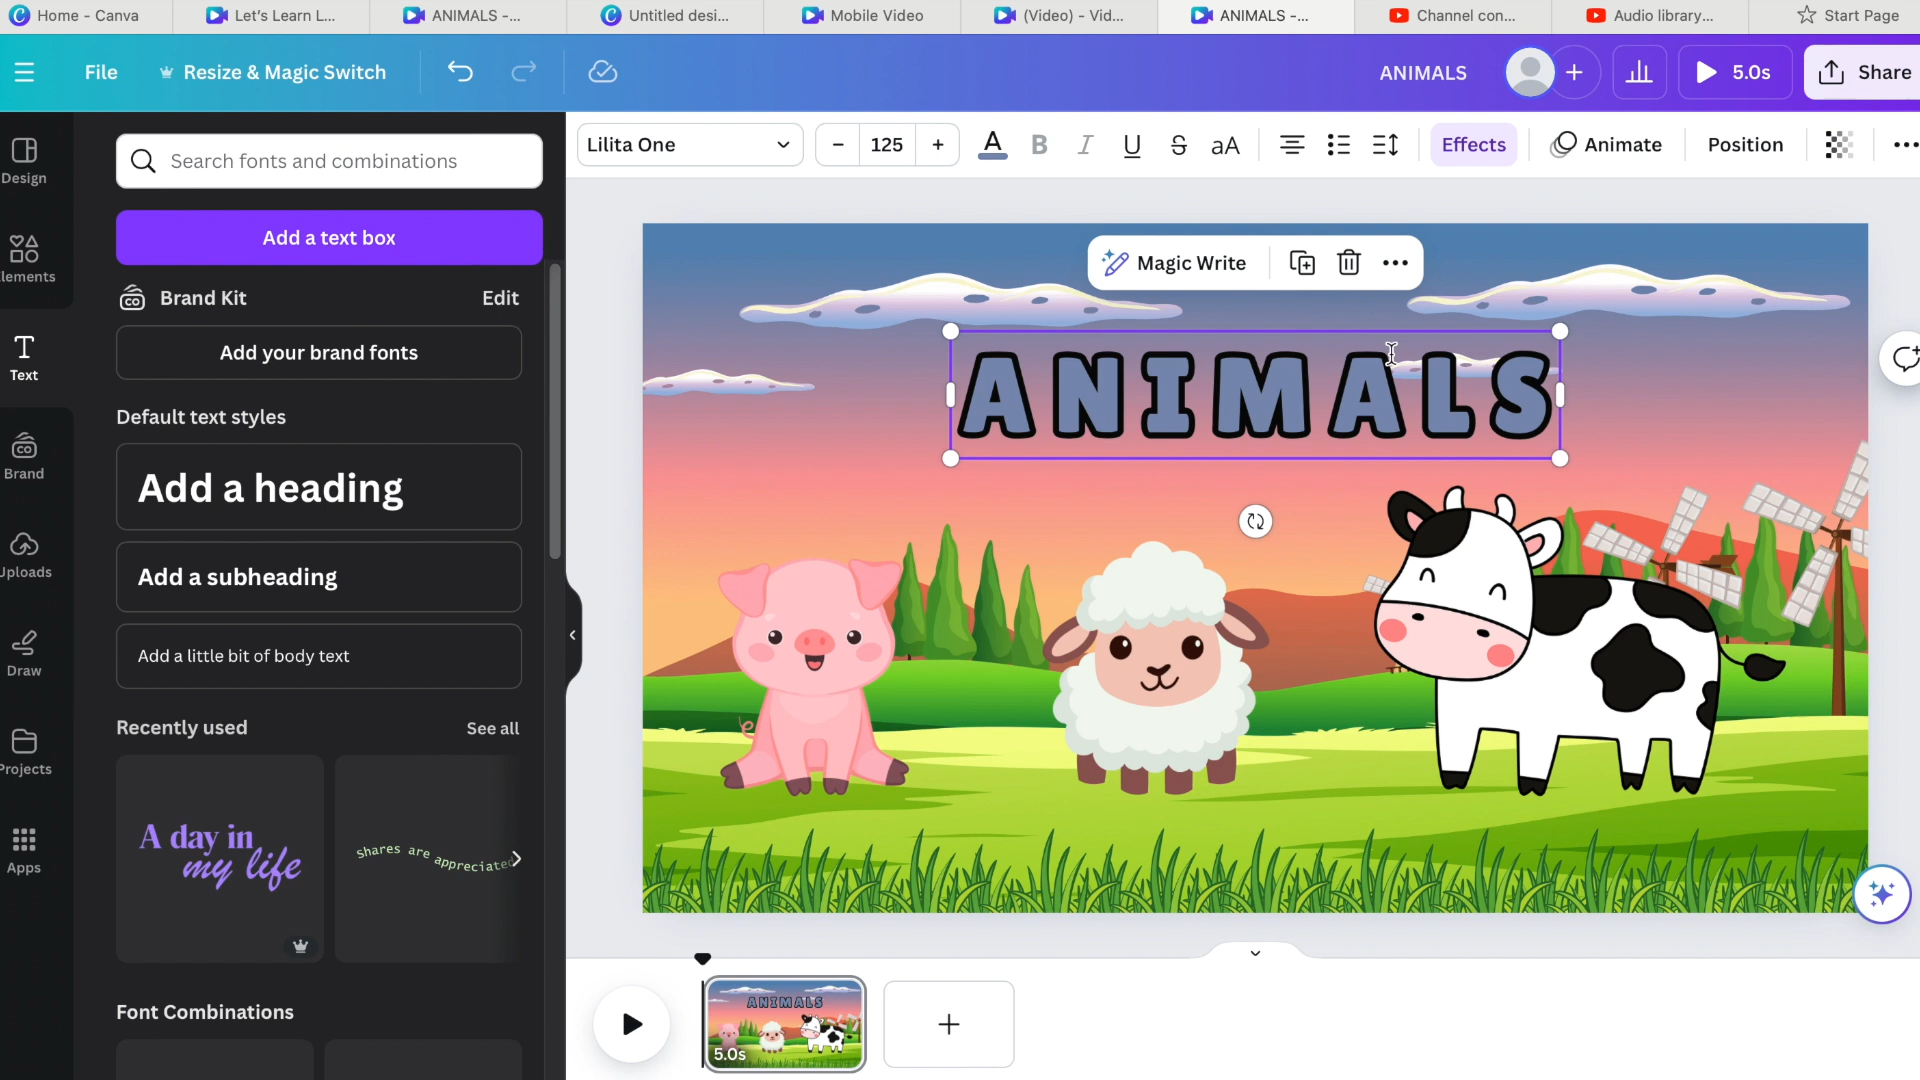 Home - Canva
Let's Learn L...
ANIMALS -...
Untitled desi...
Mobile Video
(Video) - Vid...
ANIMALS -...
Channel con...
Audio library...
Start Page
File
Resize & Magic Switch
ANIMALS
5.0s
Share
Search fonts and combinations
Lilita One
125
aA
Effects
Animate
Position
Design
Elements
Text
Brand
Uploads
Draw
Projects
Apps
Add a text box
Brand Kit
Edit
Add your brand fonts
Default text styles
Add a heading
Add a subheading
Add a little bit of body text
Recently used
See all
A day in
my life
Shares are appreciated
Font Combinations
Magic Write
ANIMALS
ANIMALS
5.0s